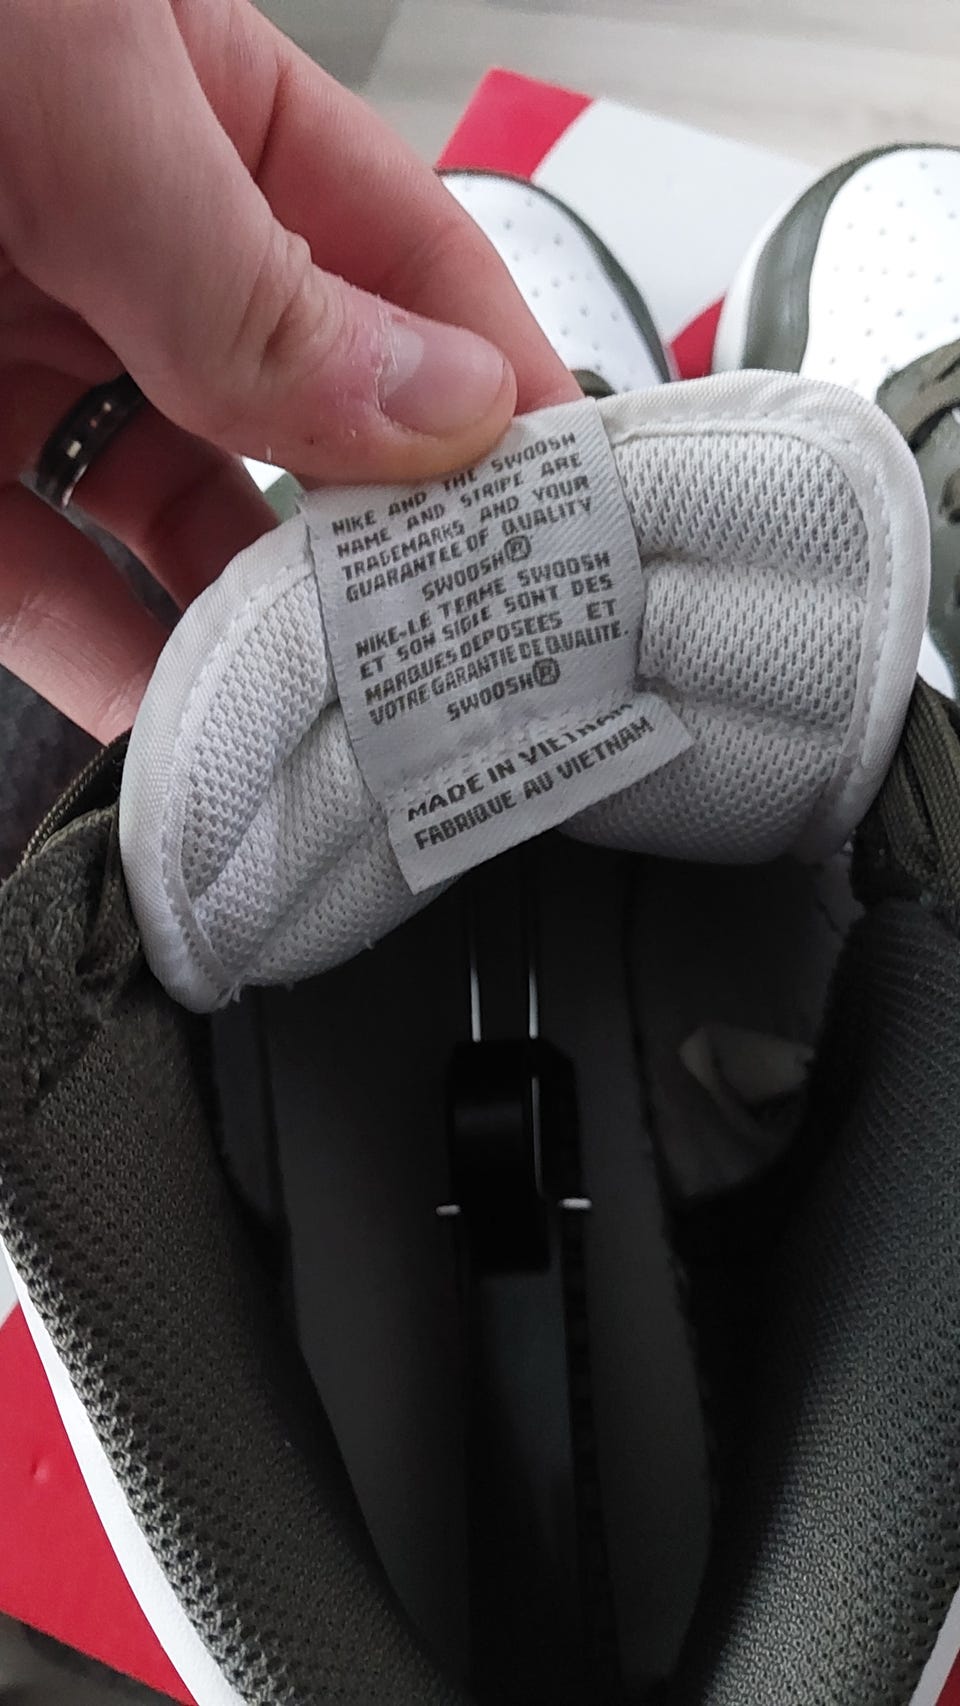 NIKE AND THE SWOOSH
NAME AND STRIPE ARE
TRADEMARKS AND YOUR
GUARANTEE OF QUALITY
SWOOSH®
NIKE-LE TERME SWOOSH
ET SON SIGLE SONT DES
MARQUES DEPOSEES ET
VOTRE GARANTIE DE QUALITE.
SWOOSH®
MADE IN VIETNAM
FABRIQUE AU VIETNAM